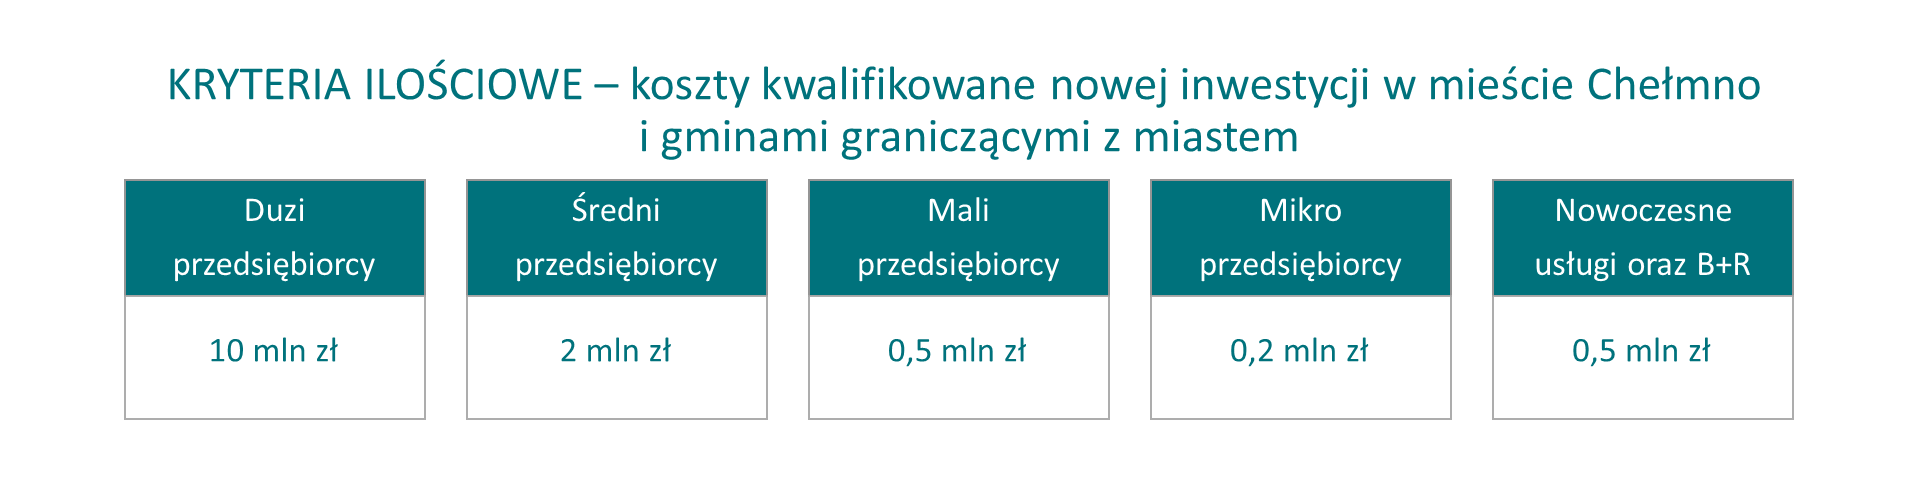 KRYTERIA ILOŚCIOWE – koszty kwalifikowane nowej inwestycji w mieście Chełmno
i gminami graniczącymi z miastem
Duzi
przedsiębiorcy
10 mln zł
Średni
przedsiębiorcy
2 mln zł
Mali
przedsiębiorcy
0,5 mln zł
Mikro
przedsiębiorcy
0,2 mln zł
Nowoczesne
usługi oraz B+R
0,5 mln zł